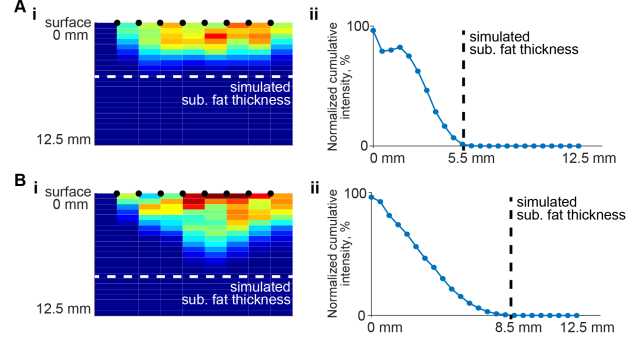 A i ii
surface
0 mm
simulated
sub. fat thickness
12.5 mm
100
Normalized cumulative
intensity, %
0
simulated
sub. fat thickness
0 mm 5.5 mm 12.5 mm
B i ii
surface
0 mm
simulated
sub. fat thickness
12.5 mm
100
Normalized cumulative
intensity, %
0
simulated
sub. fat thickness
0 mm 8.5 mm 12.5 mm